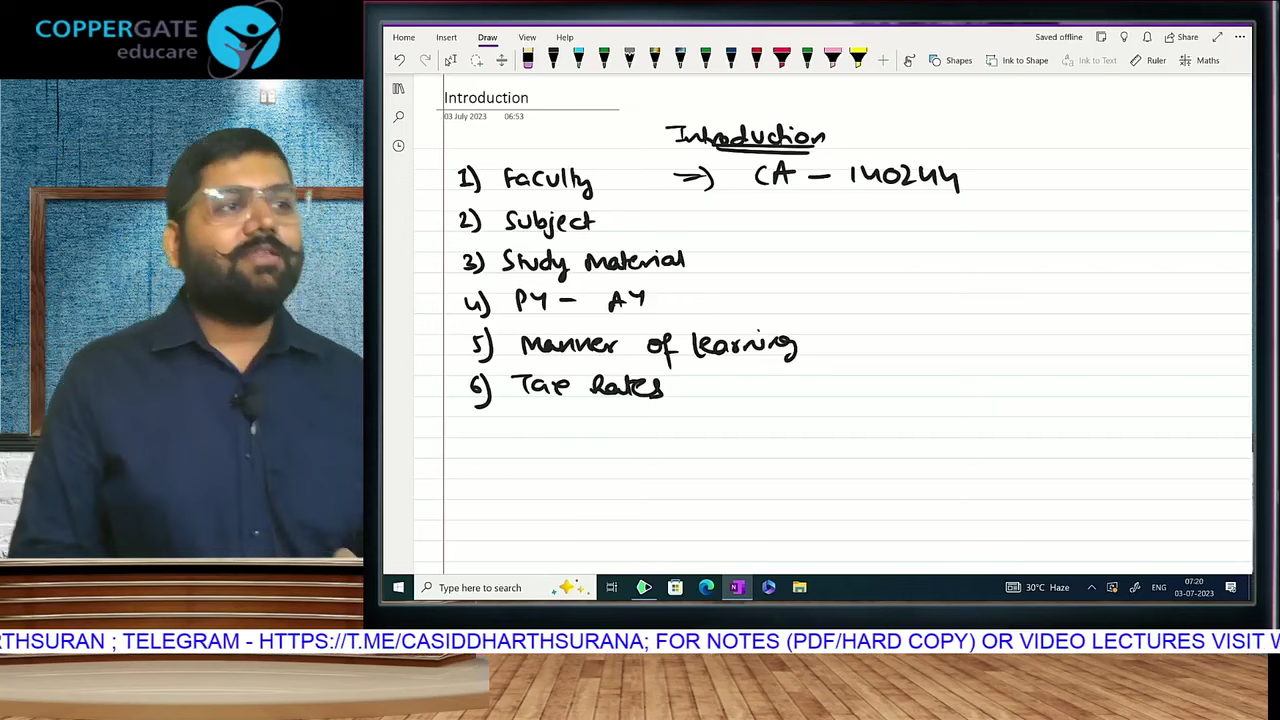 COPPERGATE
educare
Home Insert Draw View Help
Saved offline
Share
Shapes
Ink to Shape
Ink to Text
Ruler
Maths
Introduction
03 July 2023 06:53
Introduction
1) Faculty => CA - 140244
2) Subject
3) Study Material
4) PY - AY
5) Manner of learning
6) Tax Rates
Type here to search
30°C Haze
ENG
07:20
03-07-2023
RTHSURAN ; TELEGRAM - HTTPS://T.ME/CASIDDHARTHSURANA; FOR NOTES (PDF/HARD COPY) OR VIDEO LECTURES VISIT W